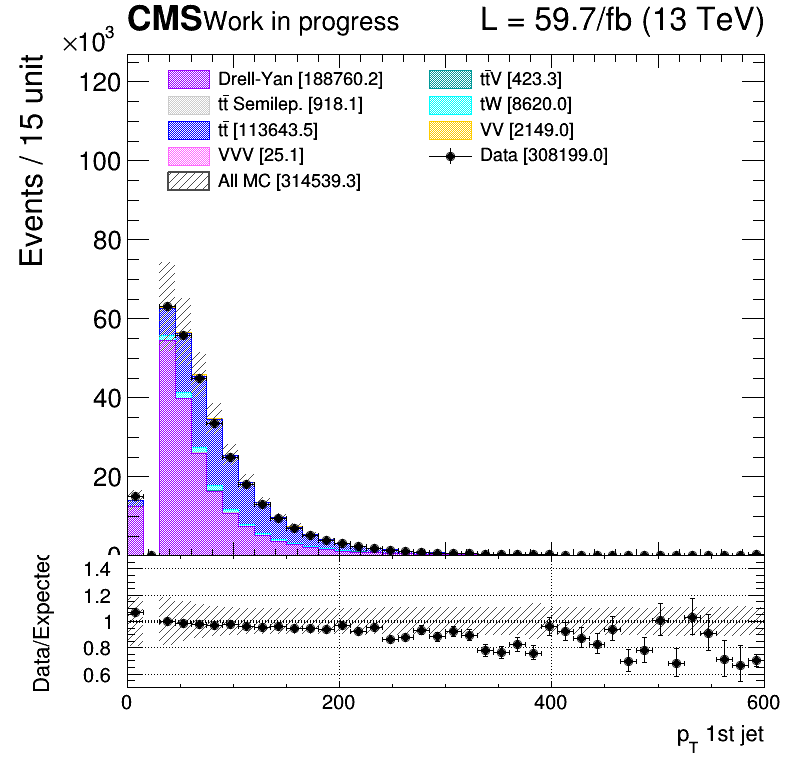 CMS Work in progress L = 59.7/fb (13 TeV)
×10³
Events / 15 unit
120
100
80
60
40
20
0
Drell-Yan [188760.2]
tt̄ Semilep. [918.1]
tt̄ [113643.5]
VVV [25.1]
All MC [314539.3]
tt̄V [423.3]
tW [8620.0]
VV [2149.0]
Data [308199.0]
Data/Expected
1.4
1.2
1
0.8
0.6
0 200 400 600
p_T 1st jet